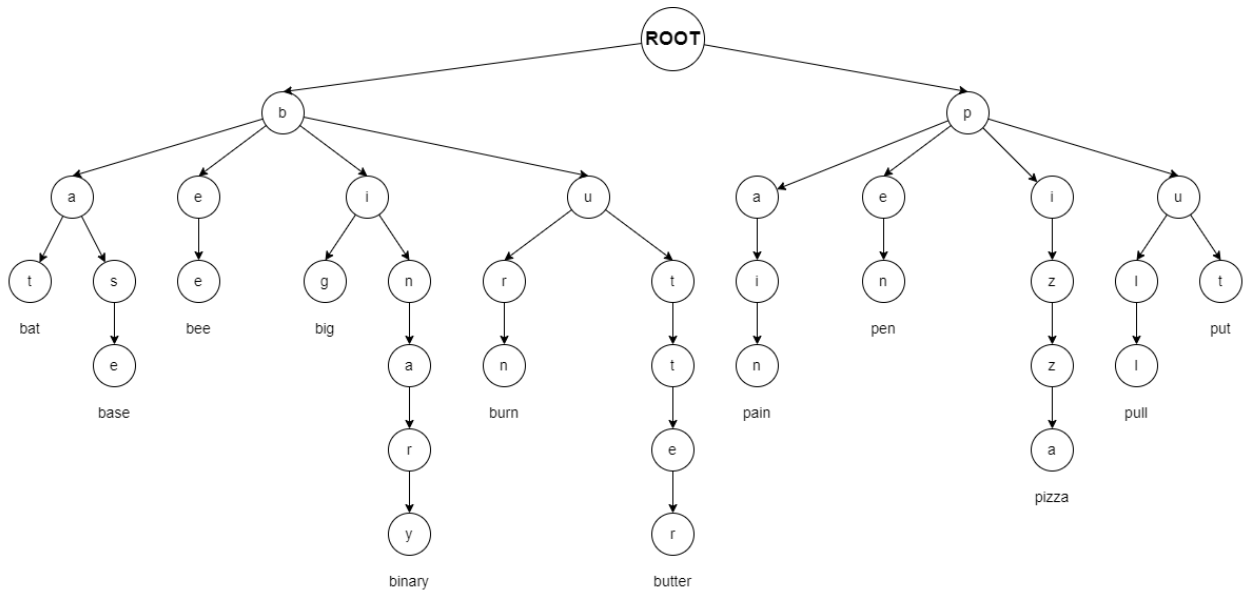 ROOT
b p
a e i u a e i u
t s e g n r t i n z l t
bat bee big pen put
e a n t n z l
base burn pain pull
r e a
pizza
y r
binary butter